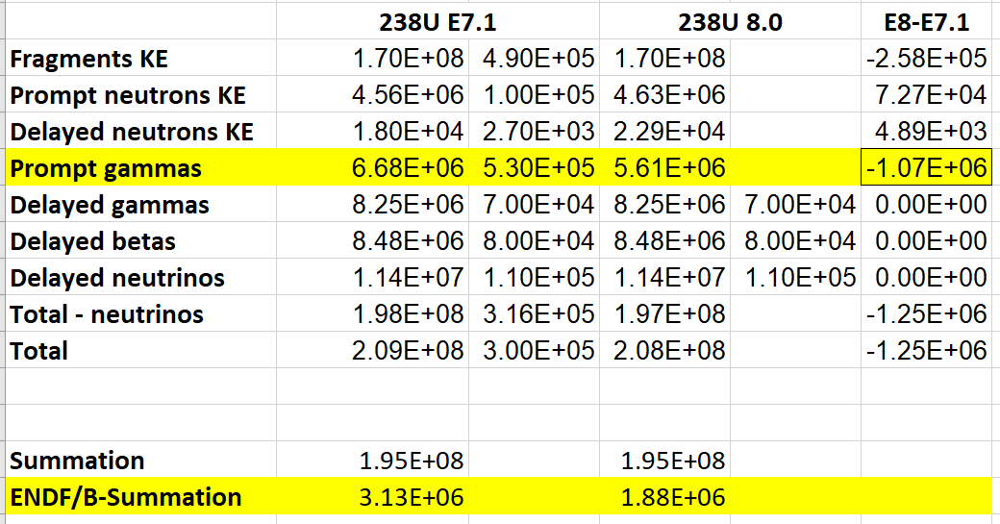 238U E7.1 238U 8.0 E8-E7.1
Fragments KE 1.70E+08 4.90E+05 1.70E+08 -2.58E+05
Prompt neutrons KE 4.56E+06 1.00E+05 4.63E+06 7.27E+04
Delayed neutrons KE 1.80E+04 2.70E+03 2.29E+04 4.89E+03
Prompt gammas 6.68E+06 5.30E+05 5.61E+06 -1.07E+06
Delayed gammas 8.25E+06 7.00E+04 8.25E+06 7.00E+04 0.00E+00
Delayed betas 8.48E+06 8.00E+04 8.48E+06 8.00E+04 0.00E+00
Delayed neutrinos 1.14E+07 1.10E+05 1.14E+07 1.10E+05 0.00E+00
Total - neutrinos 1.98E+08 3.16E+05 1.97E+08 -1.25E+06
Total 2.09E+08 3.00E+05 2.08E+08 -1.25E+06
Summation 1.95E+08 1.95E+08
ENDF/B-Summation 3.13E+06 1.88E+06